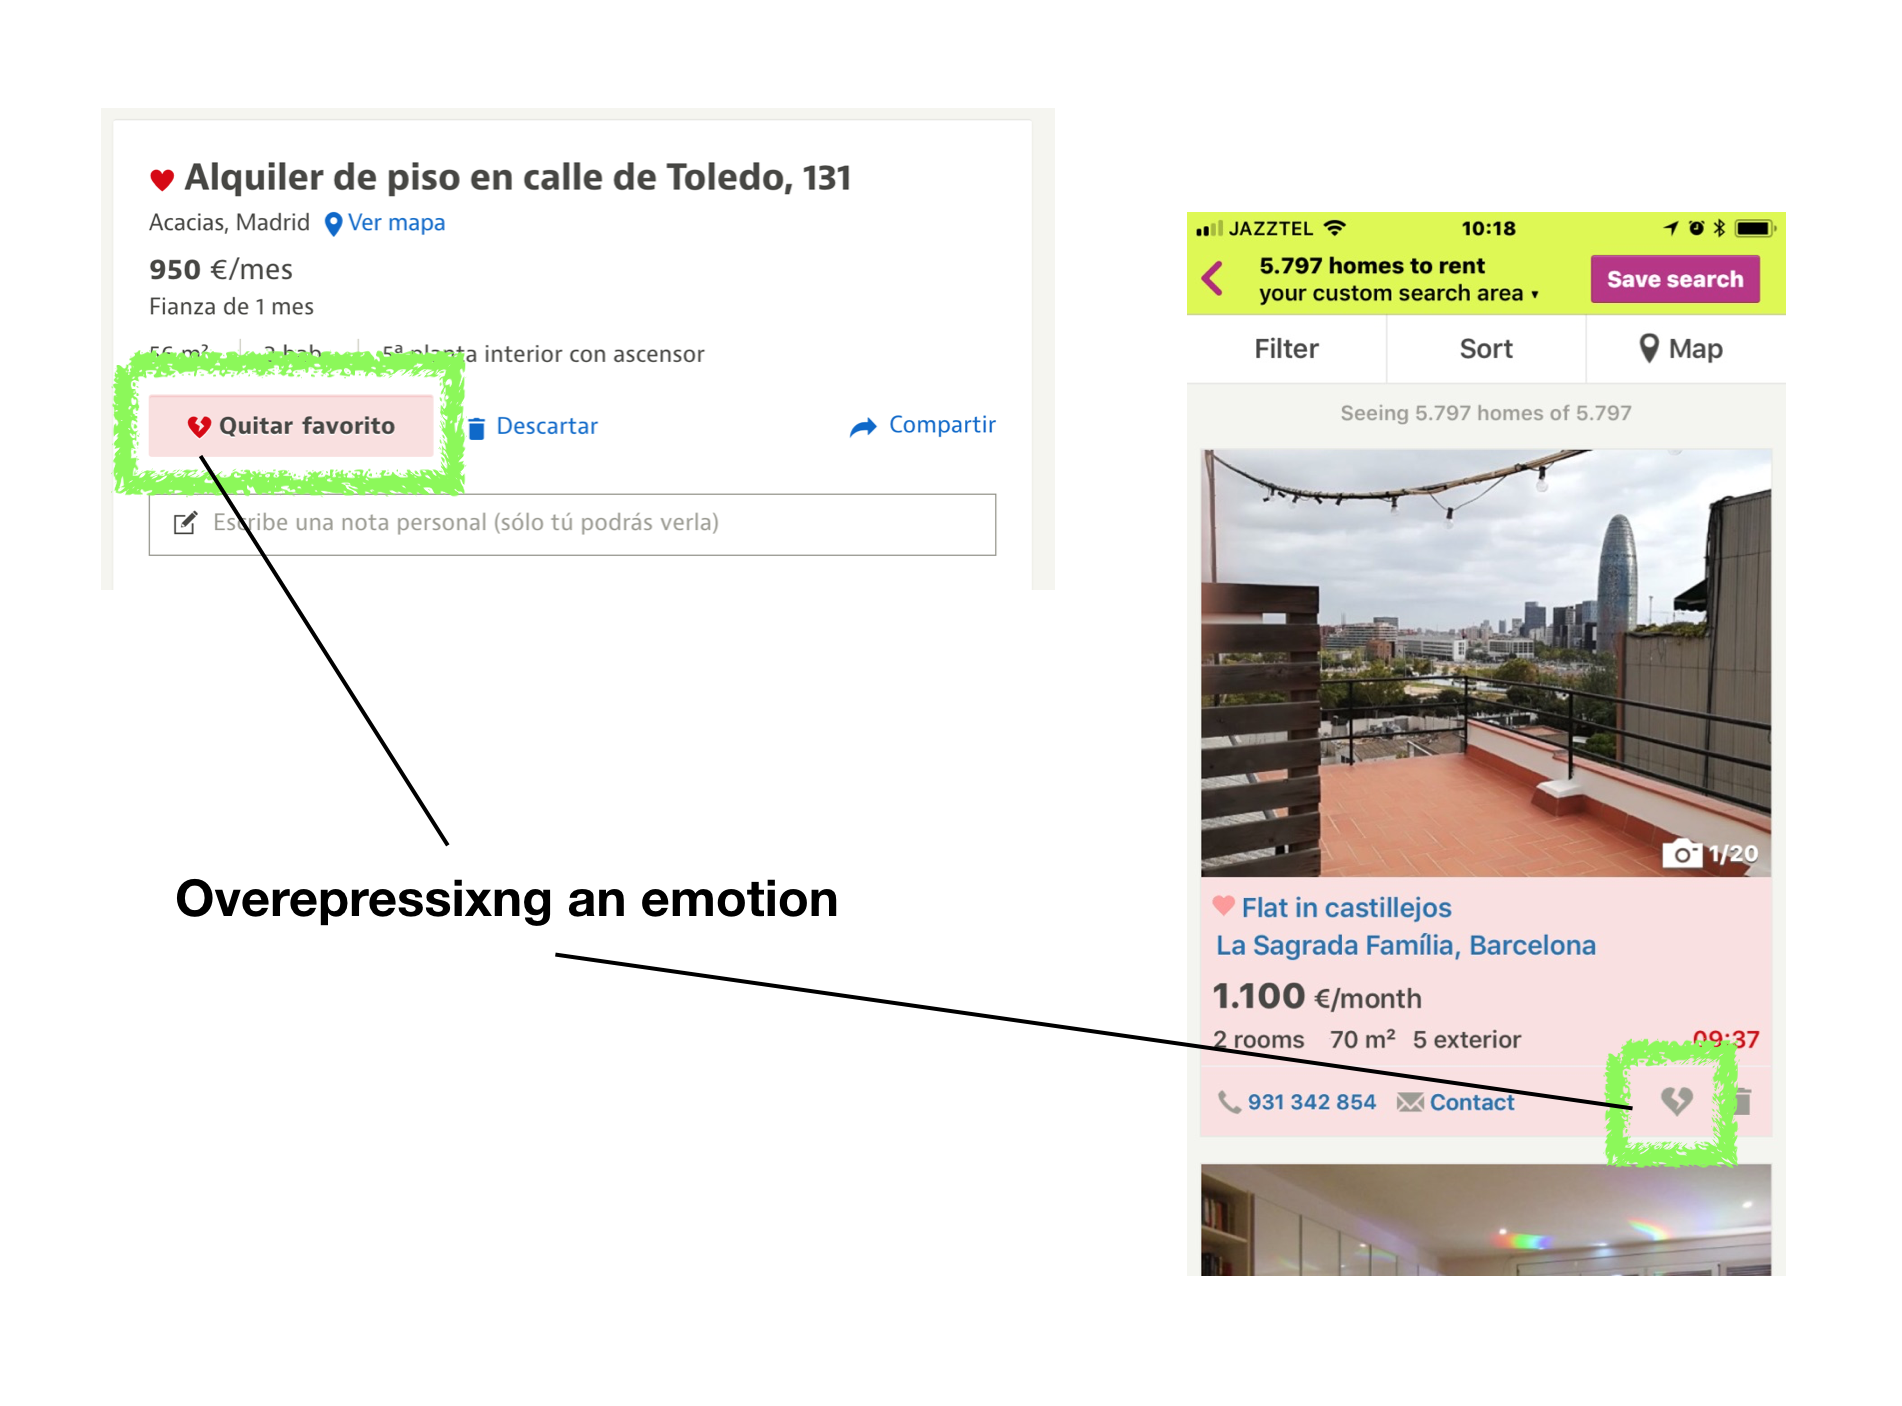 Alquiler de piso en calle de Toledo, 131
Acacias, Madrid Ver mapa
950 €/mes
Fianza de 1 mes
56 m² 2 hab 5ª planta interior con ascensor
Quitar favorito Descartar Compartir
Escribe una nota personal (sólo tú podrás verla)
Overepressixng an emotion
JAZZTEL 10:18
5.797 homes to rent
your custom search area
Save search
Filter Sort Map
Seeing 5.797 homes of 5.797
1/20
Flat in castillejos
La Sagrada Família, Barcelona
1.100 €/month
2 rooms 70 m² 5 exterior 09:37
931 342 854 Contact